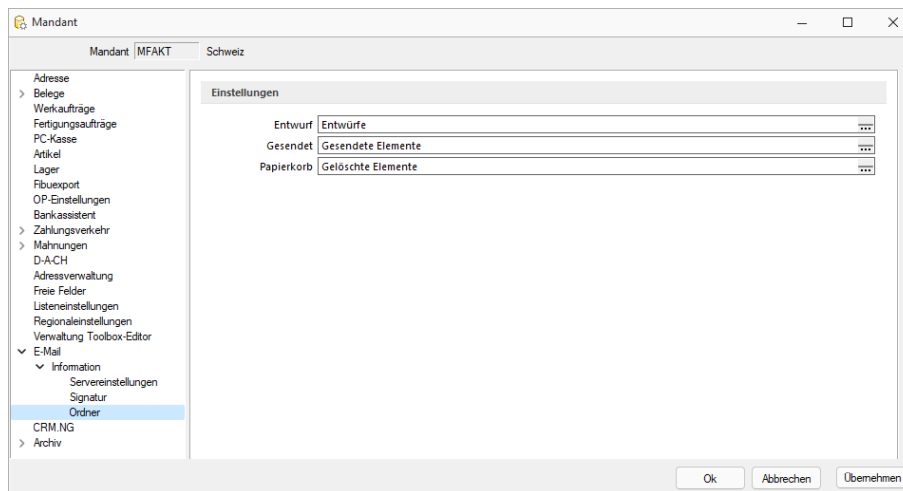 Mandant
Mandant MFAKT Schweiz
Adresse
Belege
Werkaufträge
Fertigungsaufträge
PC-Kasse
Artikel
Lager
Fibuexport
OP-Einstellungen
Bankassistent
Zahlungsverkehr
Mahnungen
D-A-CH
Adressverwaltung
Freie Felder
Listeneinstellungen
Regionaleinstellungen
Verwaltung Toolbox-Editor
E-Mail
Information
Servereinstellungen
Signatur
Ordner
CRM.NG
Archiv
Einstellungen
Entwurf Entwürfe
Gesendet Gesendete Elemente
Papierkorb Gelöschte Elemente
Ok Abbrechen Übernehmen